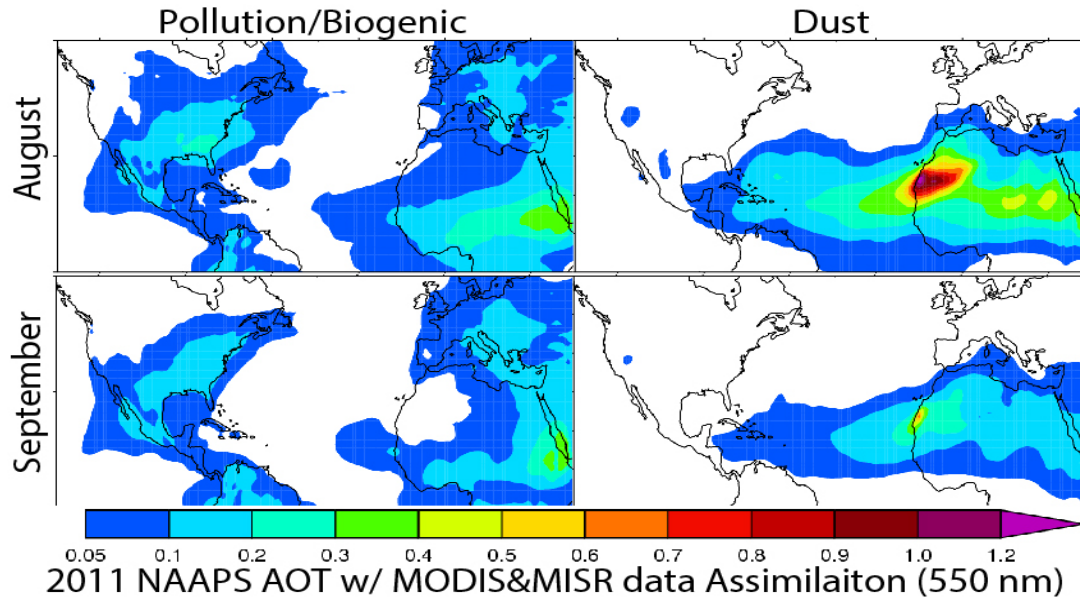 Pollution/Biogenic
Dust
August
September
0.05 0.1 0.2 0.3 0.4 0.5 0.6 0.7 0.8 0.9 1.0 1.2
2011 NAAPS AOT w/ MODIS&MISR data Assimilaiton (550 nm)